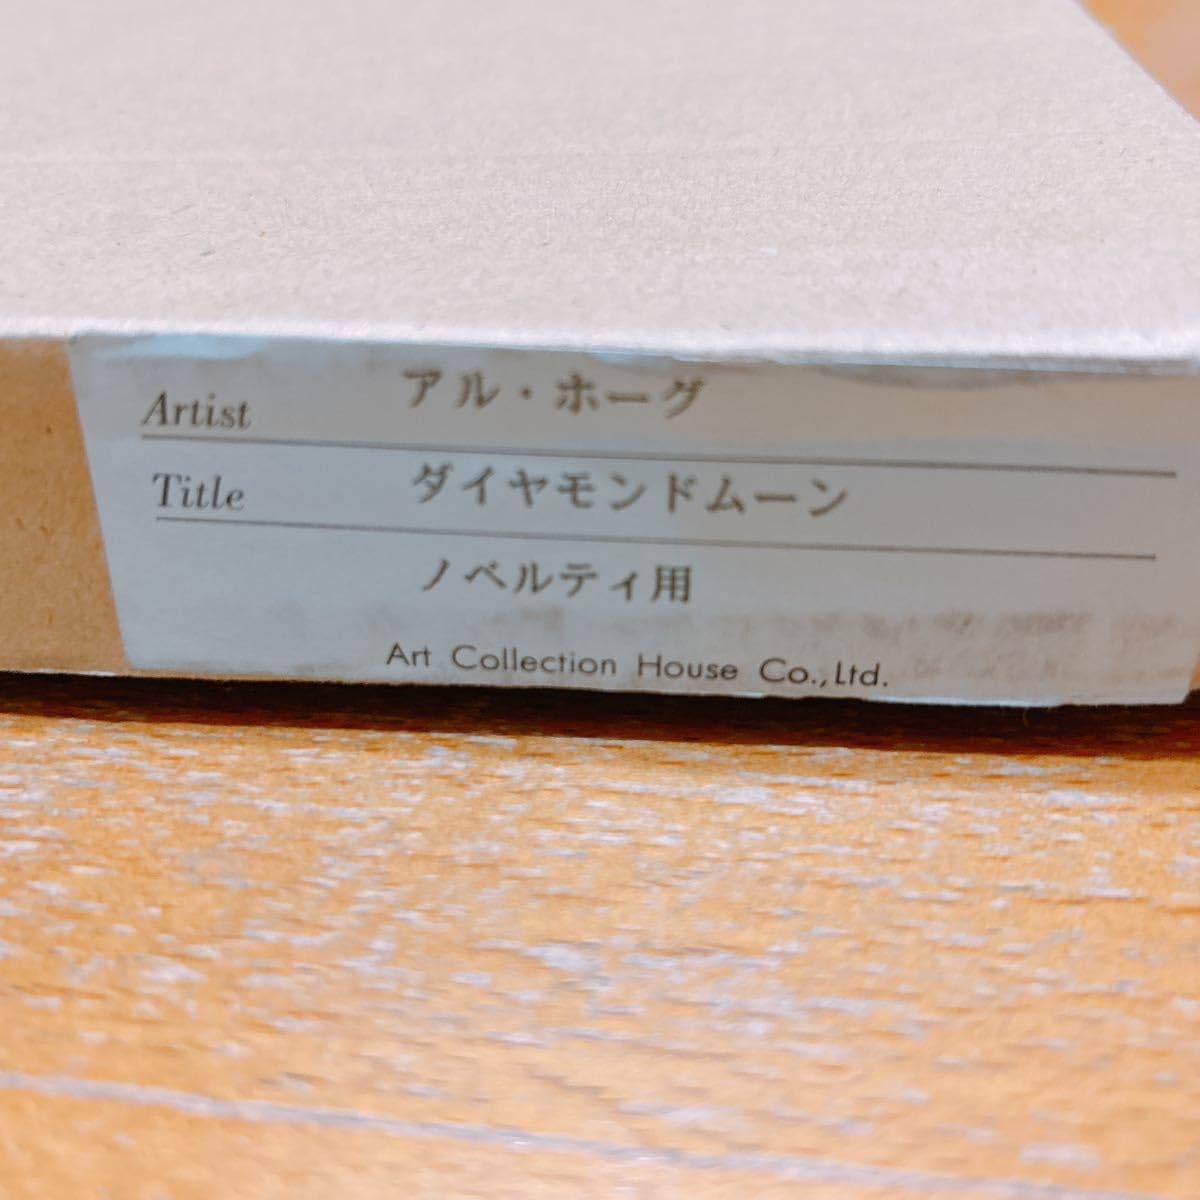 Artist アル・ホーグ
Title ダイヤモンドムーン
ノベルティ用
Art Collection House Co.,Ltd.